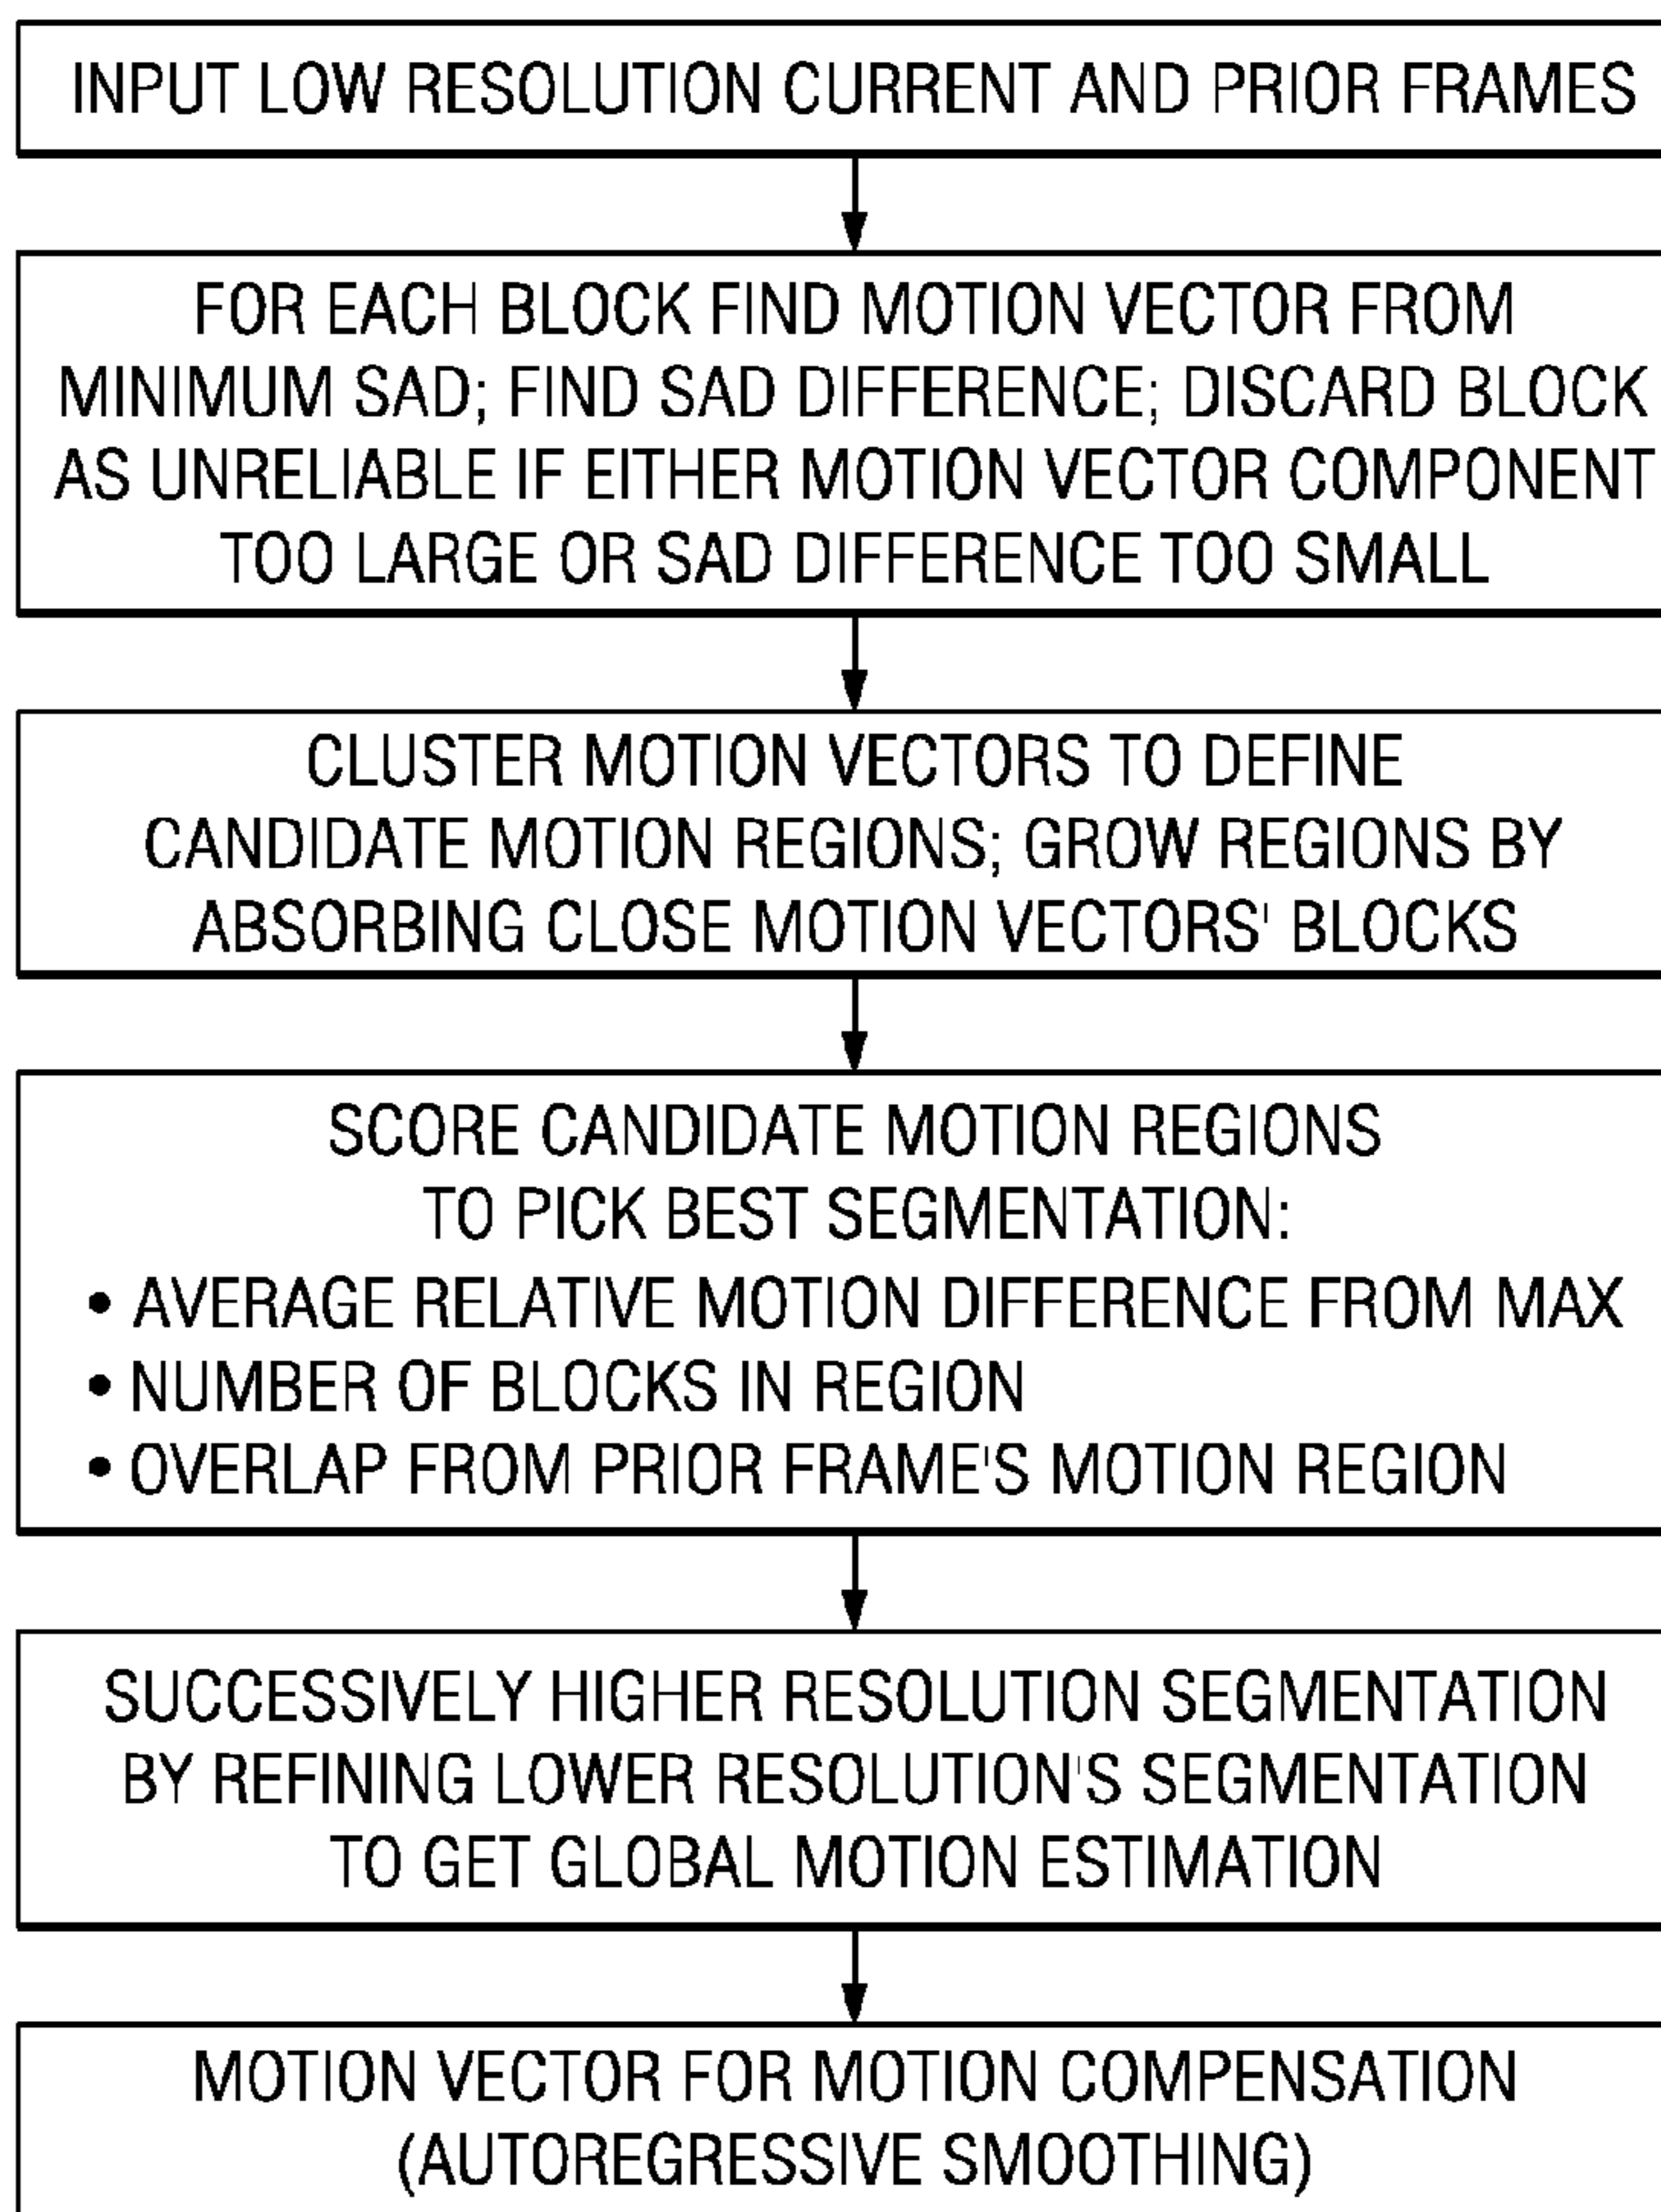 INPUT LOW RESOLUTION CURRENT AND PRIOR FRAMES
FOR EACH BLOCK FIND MOTION VECTOR FROM
MINIMUM SAD; FIND SAD DIFFERENCE; DISCARD BLOCK
AS UNRELIABLE IF EITHER MOTION VECTOR COMPONENT
TOO LARGE OR SAD DIFFERENCE TOO SMALL
CLUSTER MOTION VECTORS TO DEFINE
CANDIDATE MOTION REGIONS; GROW REGIONS BY
ABSORBING CLOSE MOTION VECTORS' BLOCKS
SCORE CANDIDATE MOTION REGIONS
TO PICK BEST SEGMENTATION:
• AVERAGE RELATIVE MOTION DIFFERENCE FROM MAX
• NUMBER OF BLOCKS IN REGION
• OVERLAP FROM PRIOR FRAME'S MOTION REGION
SUCCESSIVELY HIGHER RESOLUTION SEGMENTATION
BY REFINING LOWER RESOLUTION'S SEGMENTATION
TO GET GLOBAL MOTION ESTIMATION
MOTION VECTOR FOR MOTION COMPENSATION
(AUTOREGRESSIVE SMOOTHING)